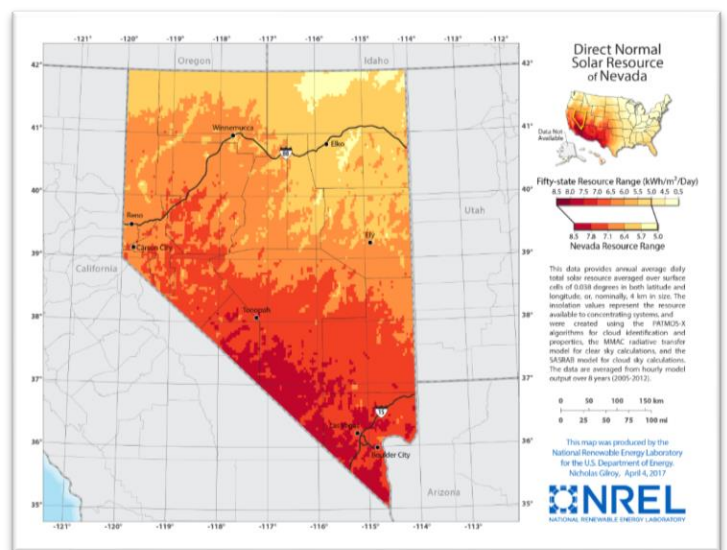 -121° -120° -119° -118° -117° -116° -115° -114° -113°
Oregon
Idaho
42°
42°
41°
41°
Winnemucca
80
Elko
40°
40°
Reno
Utah
Ely
39°
39°
Carson City
California
38°
38°
Tonopah
37°
37°
15
Las Vegas
36°
36°
Boulder City
Arizona
35°
35°
-121° -120° -119° -118° -117° -116° -115° -114° -113°
Direct Normal
Solar Resource
of Nevada
Data Not
Available
Fifty-state Resource Range (kWh/m²/Day)
8.5 8.0 7.5 7.0 6.5 6.0 5.5 5.0 4.5 0.5
8.5 7.8 7.1 6.4 5.7 5.0
Nevada Resource Range
This data provides annual average daily
total solar resource averaged over surface
cells of 0.038 degrees in both latitude and
longitude, or, nominally, 4 km in size. The
insolation values represent the resource
available to concentrating systems, and
were created using the PATMOS-X
algorithms for cloud identification and
properties, the MMAC radiative transfer
model for clear sky calculations, and the
SASRAB model for cloud sky calculations.
The data are averaged from hourly model
output over 8 years (2005-2012).
0 50 100 150 km
0 25 50 75 100 mi
This map was produced by the
National Renewable Energy Laboratory
for the U.S. Department of Energy.
Nicholas Gilroy, April 4, 2017
NREL
NATIONAL RENEWABLE ENERGY LABORATORY